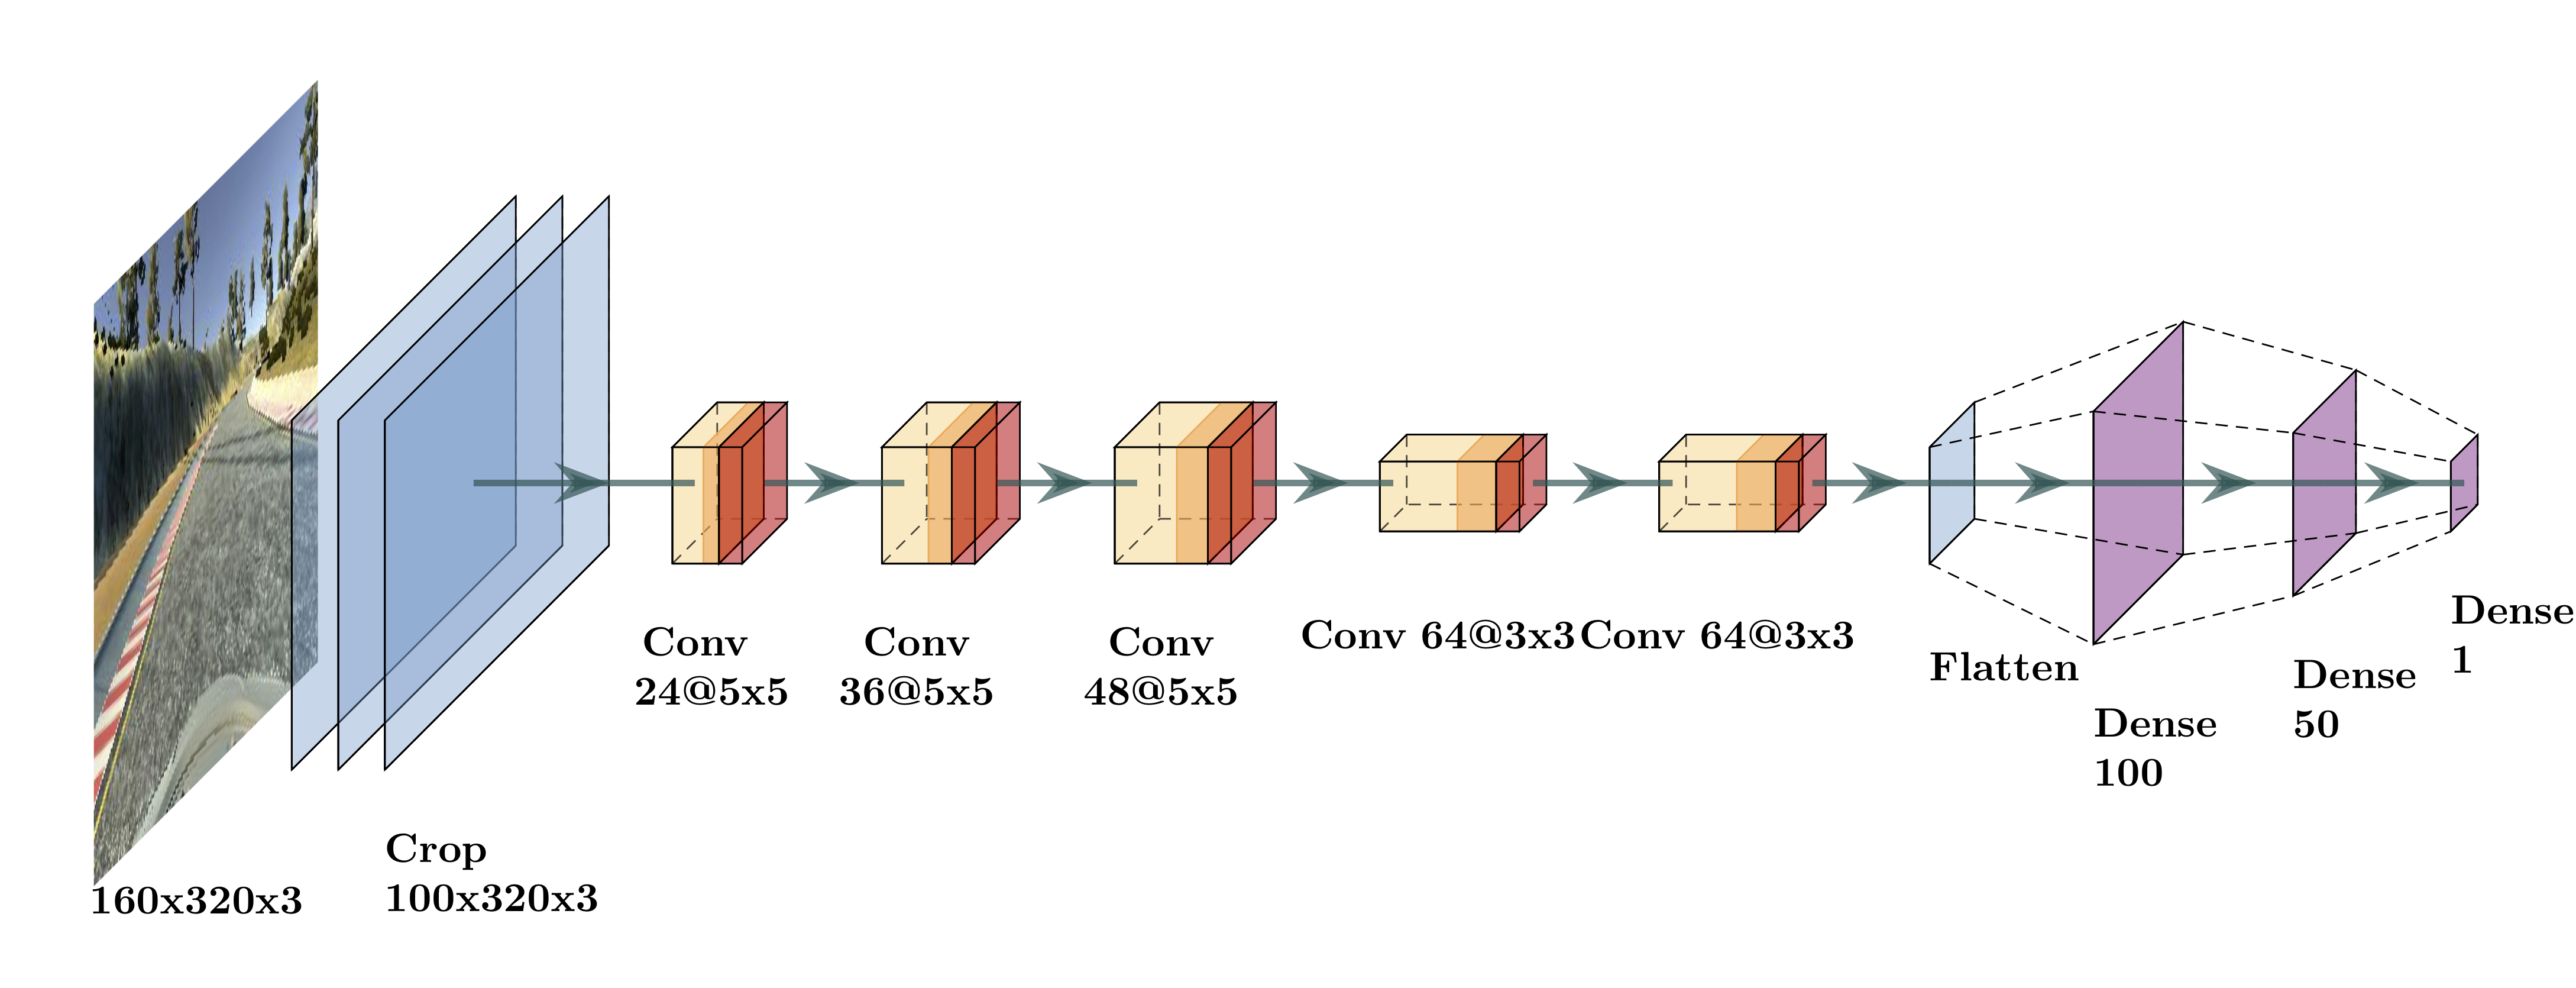 160x320x3
Crop
100x320x3
Conv
24@5x5
Conv
36@5x5
Conv
48@5x5
Conv 64@3x3
Conv 64@3x3
Flatten
Dense
100
Dense
50
Dense
1